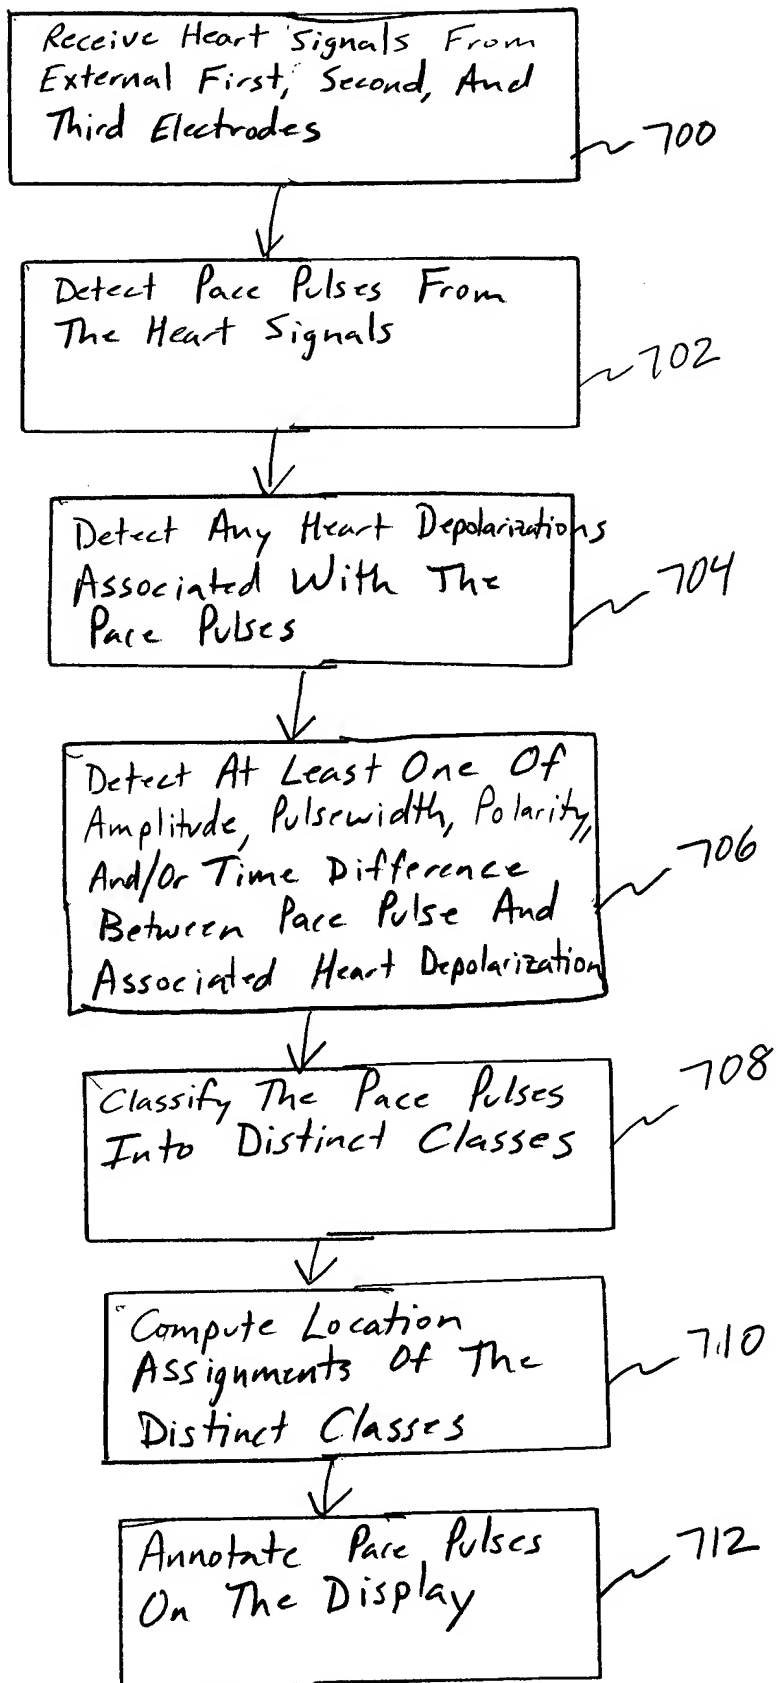 Receive Heart Signals From
External First, Second, And
Third Electrodes
700
Detect Pace Pulses From
The Heart Signals
702
Detect Any Heart Depolarizations
Associated With The
Pace Pulses
704
Detect At Least One Of
Amplitude, Pulsewidth, Polarity,
And/Or Time Difference
Between Pace Pulse And
Associated Heart Depolarization
706
Classify The Pace Pulses
Into Distinct Classes
708
Compute Location
Assignments Of The
Distinct Classes
710
Annotate Pace Pulses
On The Display
712